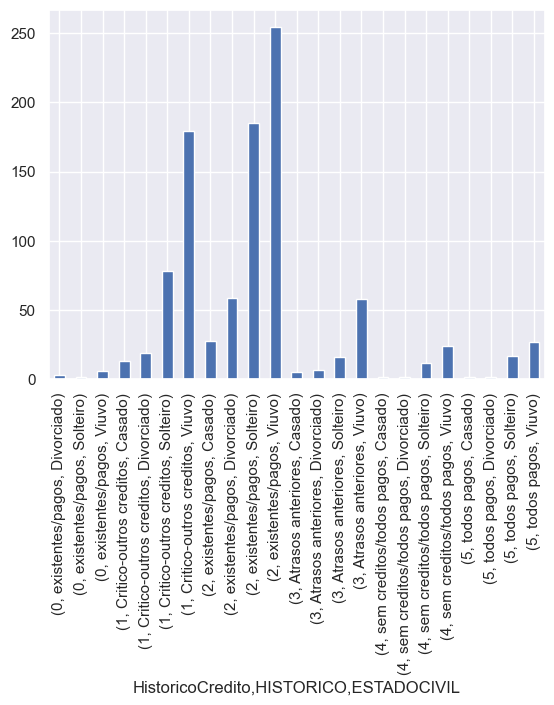 250
200
150
100
50
0
(0, existentes/pagos, Divorciado)
(0, existentes/pagos, Solteiro)
(0, existentes/pagos, Viuvo)
(1, Critico-outros creditos, Casado)
(1, Critico-outros creditos, Divorciado)
(1, Critico-outros creditos, Solteiro)
(1, Critico-outros creditos, Viuvo)
(2, existentes/pagos, Casado)
(2, existentes/pagos, Divorciado)
(2, existentes/pagos, Solteiro)
(2, existentes/pagos, Viuvo)
(3, Atrasos anteriores, Casado)
(3, Atrasos anteriores, Divorciado)
(3, Atrasos anteriores, Solteiro)
(3, Atrasos anteriores, Viuvo)
(4, sem creditos/todos pagos, Casado)
(4, sem creditos/todos pagos, Divorciado)
(4, sem creditos/todos pagos, Solteiro)
(4, sem creditos/todos pagos, Viuvo)
(5, todos pagos, Casado)
(5, todos pagos, Divorciado)
(5, todos pagos, Solteiro)
(5, todos pagos, Viuvo)
HistoricoCredito,HISTORICO,ESTADOCIVIL